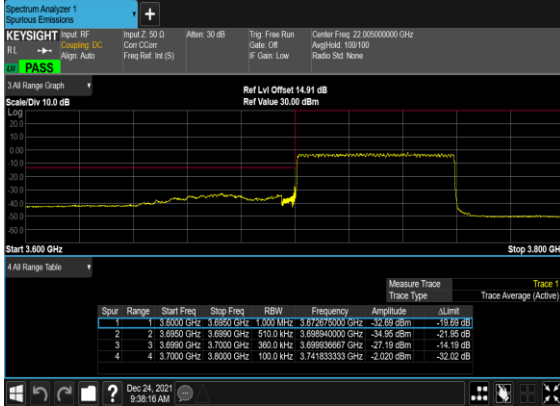 Spectrum Analyzer 1
Spurious Emissions
+
KEYSIGHT Input: RF Input Z: 50 Ω Atten: 30 dB Trig: Free Run Center Freq: 22.005000000 GHz
RL Coupling: DC Corr CCorr Gate: Off Avg|Hold: 100/100
Align: Auto Freq Ref: Int (S) IF Gain: Low Radio Std: None
PASS
3 All Range Graph
Ref Lvl Offset 14.91 dB
Scale/Div 10.0 dB Ref Value 30.00 dBm
Log
20.0
10.0
0.00
-10.0
-20.0
-30.0
-40.0
-50.0
-60.0
Start 3.600 GHz Stop 3.800 GH
4 All Range Table
Measure Trace Trace 1
Trace Type Trace Average (Active)
Spur Range Start Freq Stop Freq RBW Frequency Amplitude ΔLimit
1 1 3.6000 GHz 3.6950 GHz 1.000 MHz 3.672675000 GHz -32.69 dBm -19.69 dB
2 2 3.6950 GHz 3.6990 GHz 510.0 kHz 3.698940000 GHz -34.95 dBm -21.95 dB
3 3 3.6990 GHz 3.7000 GHz 360.0 kHz 3.699936667 GHz -27.19 dBm -14.19 dB
4 4 3.7000 GHz 3.8000 GHz 100.0 kHz 3.741833333 GHz -2.020 dBm -32.02 dB
?
Dec 24, 2021
9:38:16 AM